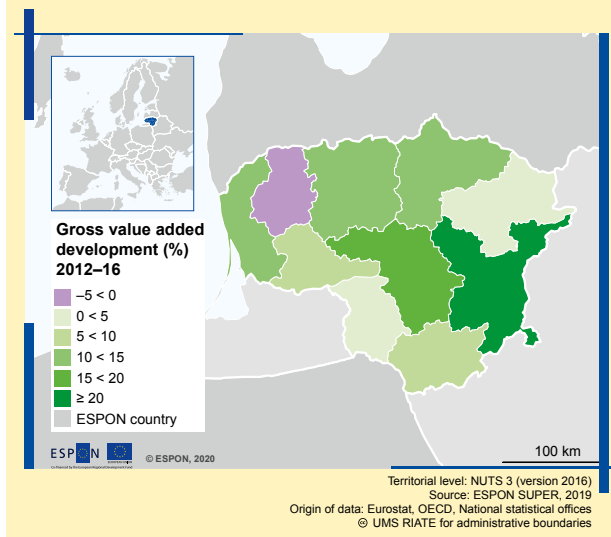 Gross value added
development (%)
2012–16
–5 < 0
0 < 5
5 < 10
10 < 15
15 < 20
≥ 20
ESPON country
ESPON
© ESPON, 2020
100 km
Territorial level: NUTS 3 (version 2016)
Source: ESPON SUPER, 2019
Origin of data: Eurostat, OECD, National statistical offices
© UMS RIATE for administrative boundaries